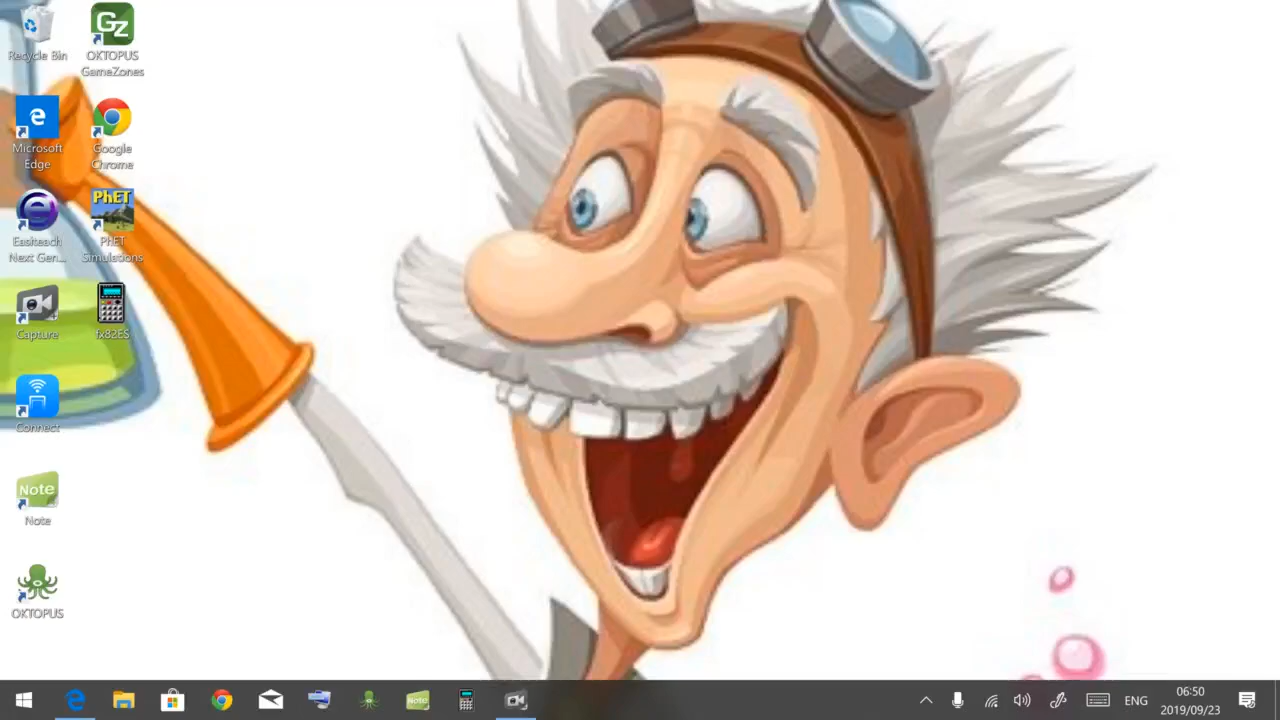 Recycle Bin
GZ
OKTOPUS
GameZones
Microsoft
Edge
Google
Chrome
Easiteach
Next Gen...
PhET
PhET
Simulations
Capture
fx82ES
Connect
Note
Note
OKTOPUS
Note
ENG
06:50
2019/09/23